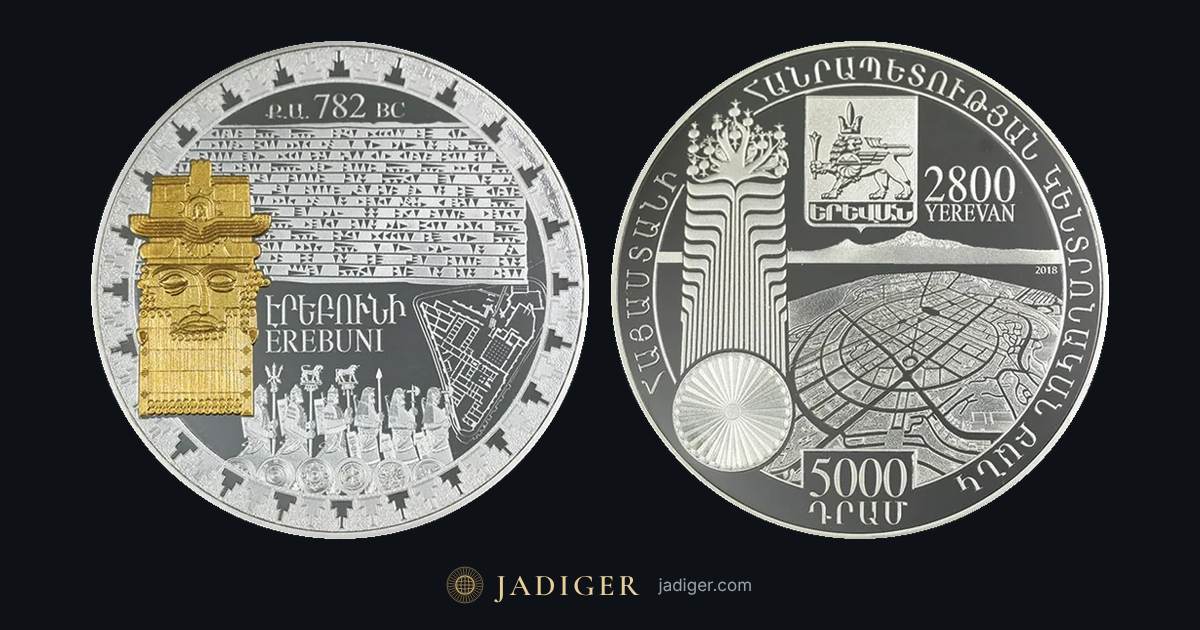 Ք.Ա. 782 BC
ԷՐԵԲՈՒՆԻ
EREBUNI
ՀԱՅԱՍՏԱՆԻ ՀԱՆՐԱՊԵՏՈՒԹՅԱՆ ԿԵՆՏՐՈՆԱԿԱՆ ԲԱՆԿ
ԵՐԵՎԱՆ
2800
YEREVAN
2018
5000
ԴՐԱՄ
JADIGER jadiger.com